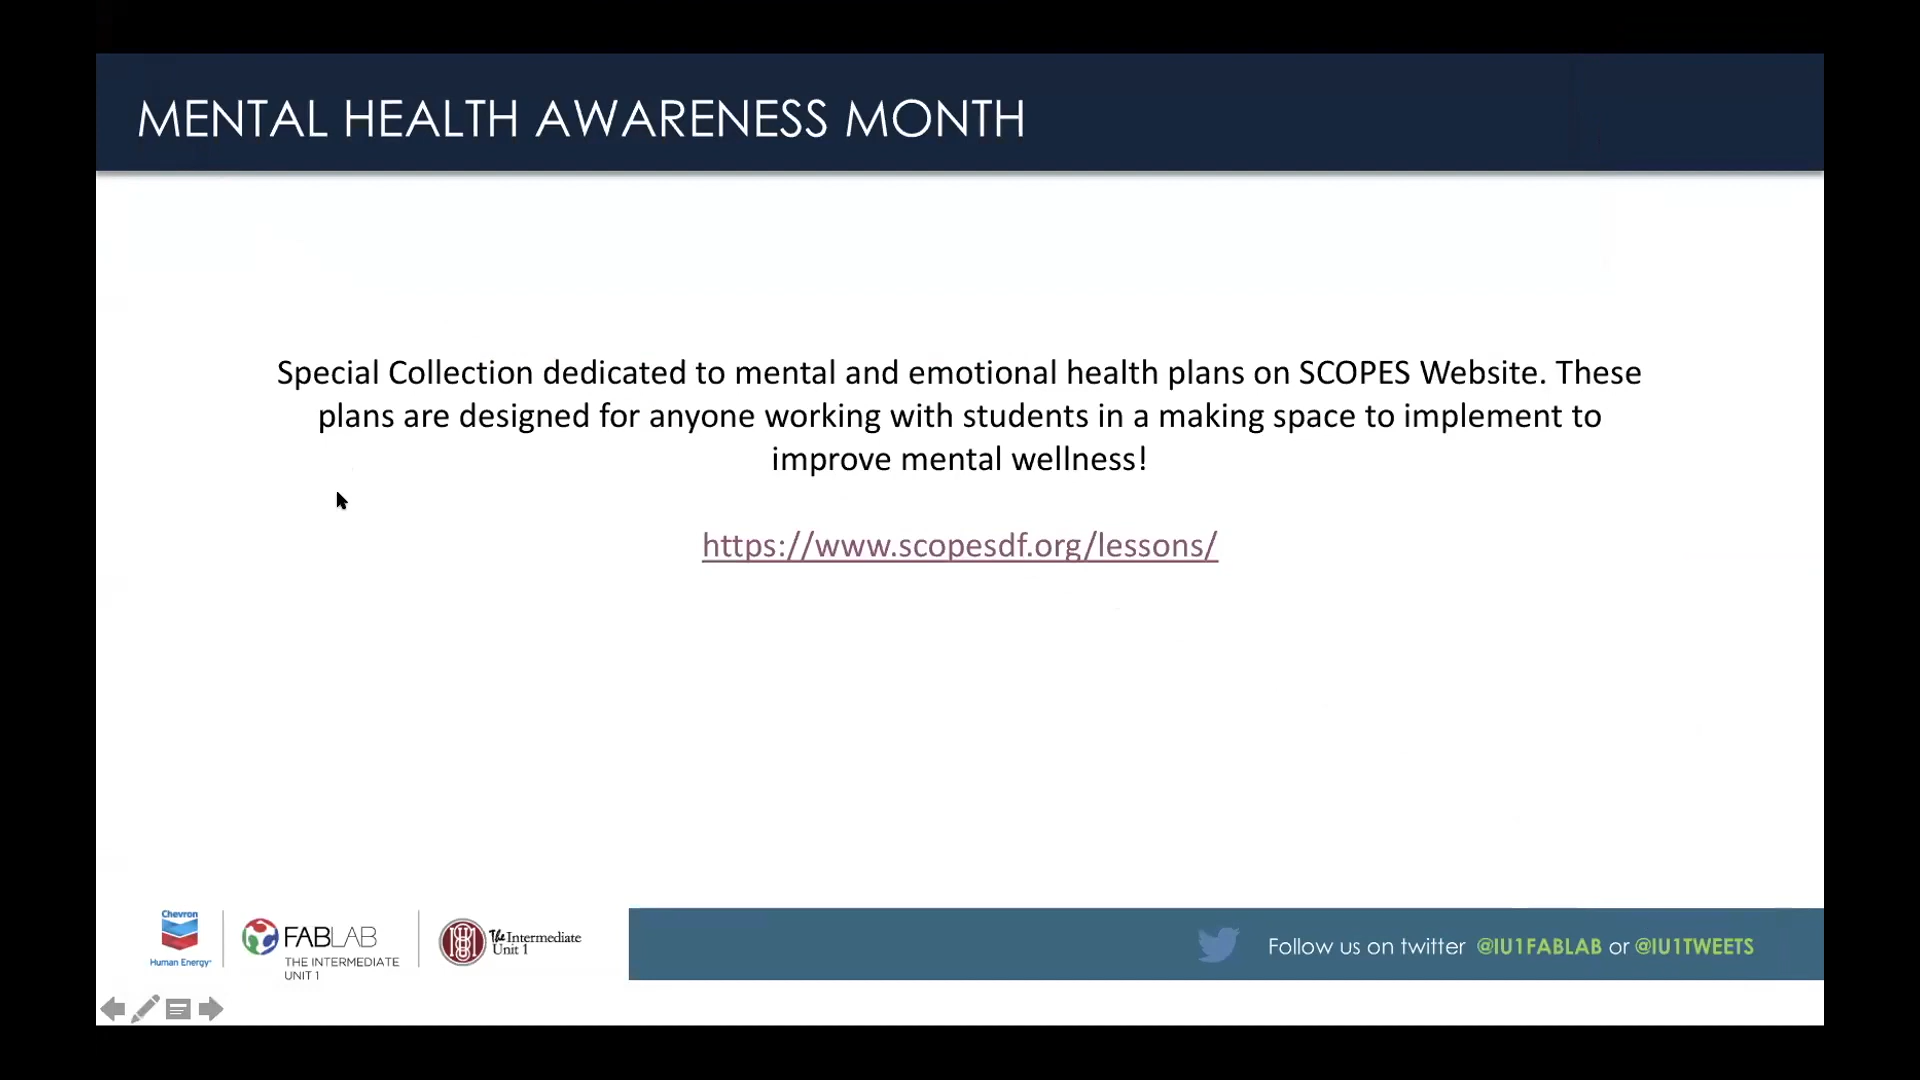 MENTAL HEALTH AWARENESS MONTH
Special Collection dedicated to mental and emotional health plans on SCOPES Website. These
plans are designed for anyone working with students in a making space to implement to
improve mental wellness!
https://www.scopesdf.org/lessons/
Chevron
Human Energy®
FABLAB
THE INTERMEDIATE
UNIT 1
The Intermediate
Unit 1
Follow us on twitter @IU1FABLAB or @IU1TWEETS